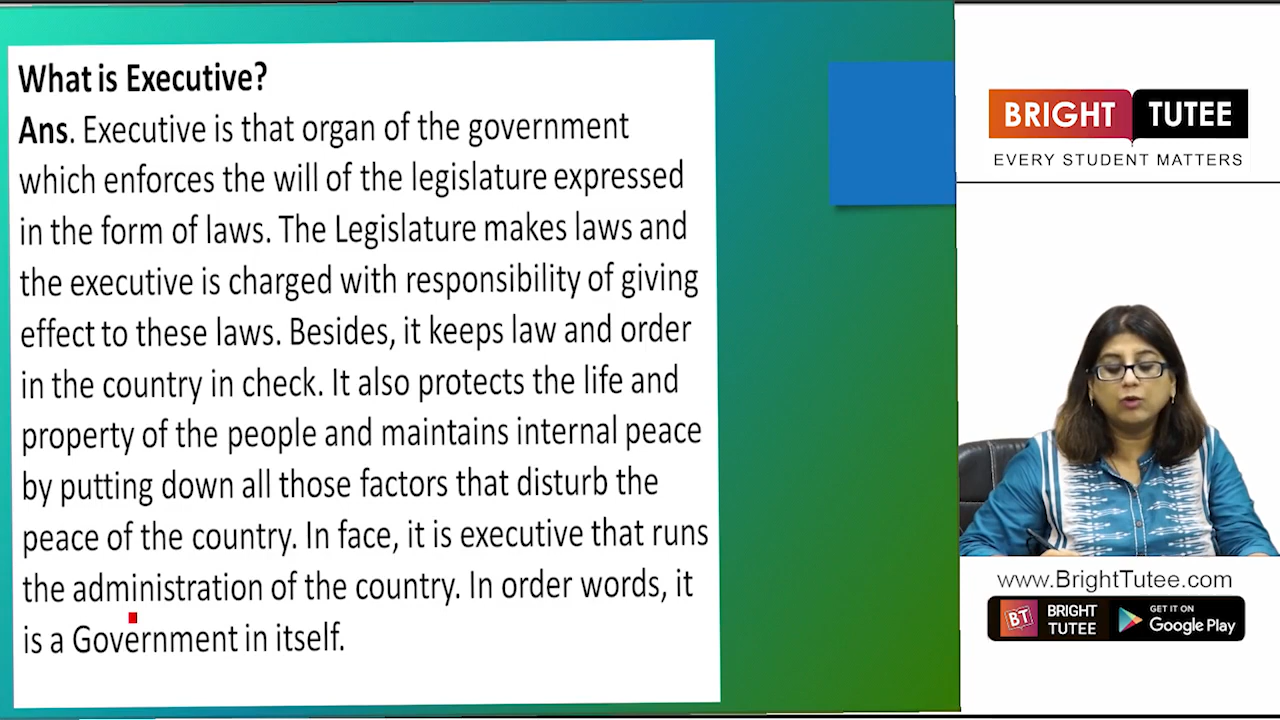 What is Executive?
Ans. Executive is that organ of the government
which enforces the will of the legislature expressed
in the form of laws. The Legislature makes laws and
the executive is charged with responsibility of giving
effect to these laws. Besides, it keeps law and order
in the country in check. It also protects the life and
property of the people and maintains internal peace
by putting down all those factors that disturb the
peace of the country. In face, it is executive that runs
the administration of the country. In order words, it
is a Government in itself.
BRIGHT TUTEE
EVERY STUDENT MATTERS
www.BrightTutee.com
BT
BRIGHT
TUTEE
GET IT ON
Google Play